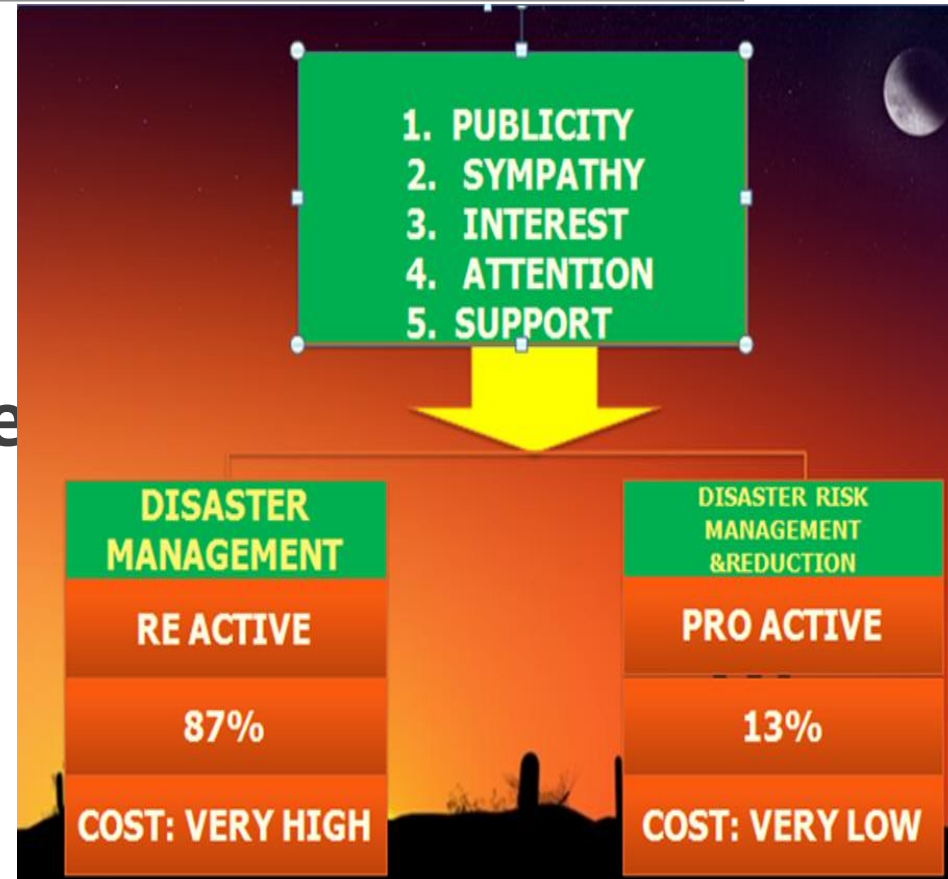 1. PUBLICITY
2. SYMPATHY
3. INTEREST
4. ATTENTION
5. SUPPORT
e
DISASTER
MANAGEMENT
RE ACTIVE
87%
COST: VERY HIGH
DISASTER RISK
MANAGEMENT
&REDUCTION
PRO ACTIVE
13%
COST: VERY LOW